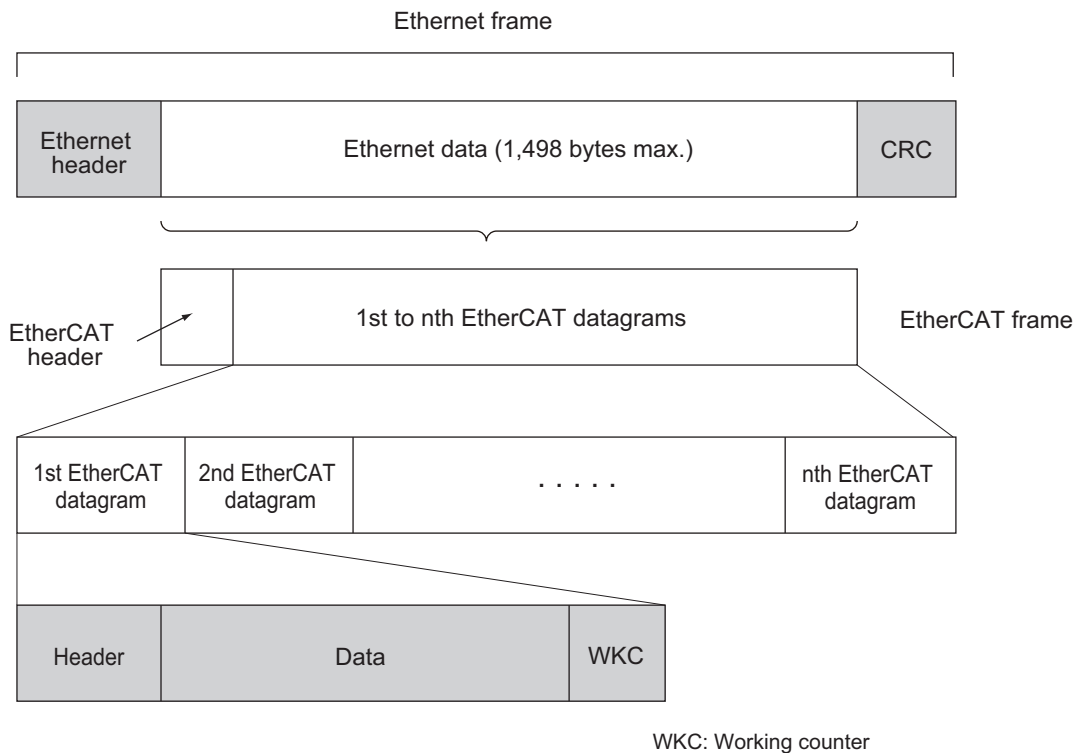 Ethernet frame
Ethernet
header
Ethernet data (1,498 bytes max.)
CRC
EtherCAT
header
1st to nth EtherCAT datagrams
EtherCAT frame
1st EtherCAT
datagram
2nd EtherCAT
datagram
. . . . .
nth EtherCAT
datagram
Header
Data
WKC
WKC: Working counter